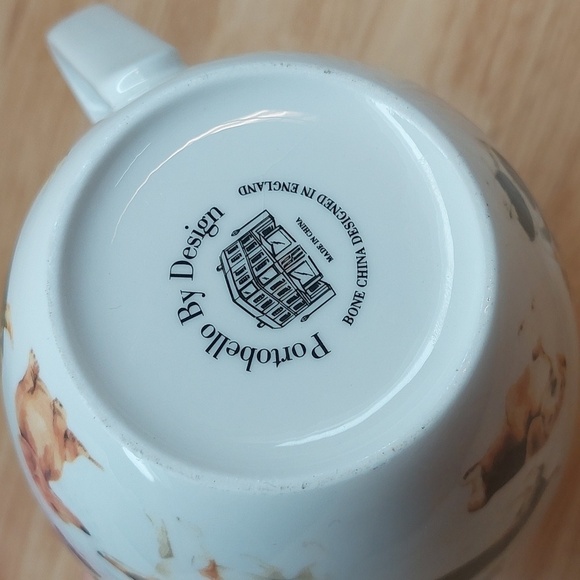 Portobello By Design
BONE CHINA DESIGNED IN ENGLAND
MADE IN CHINA